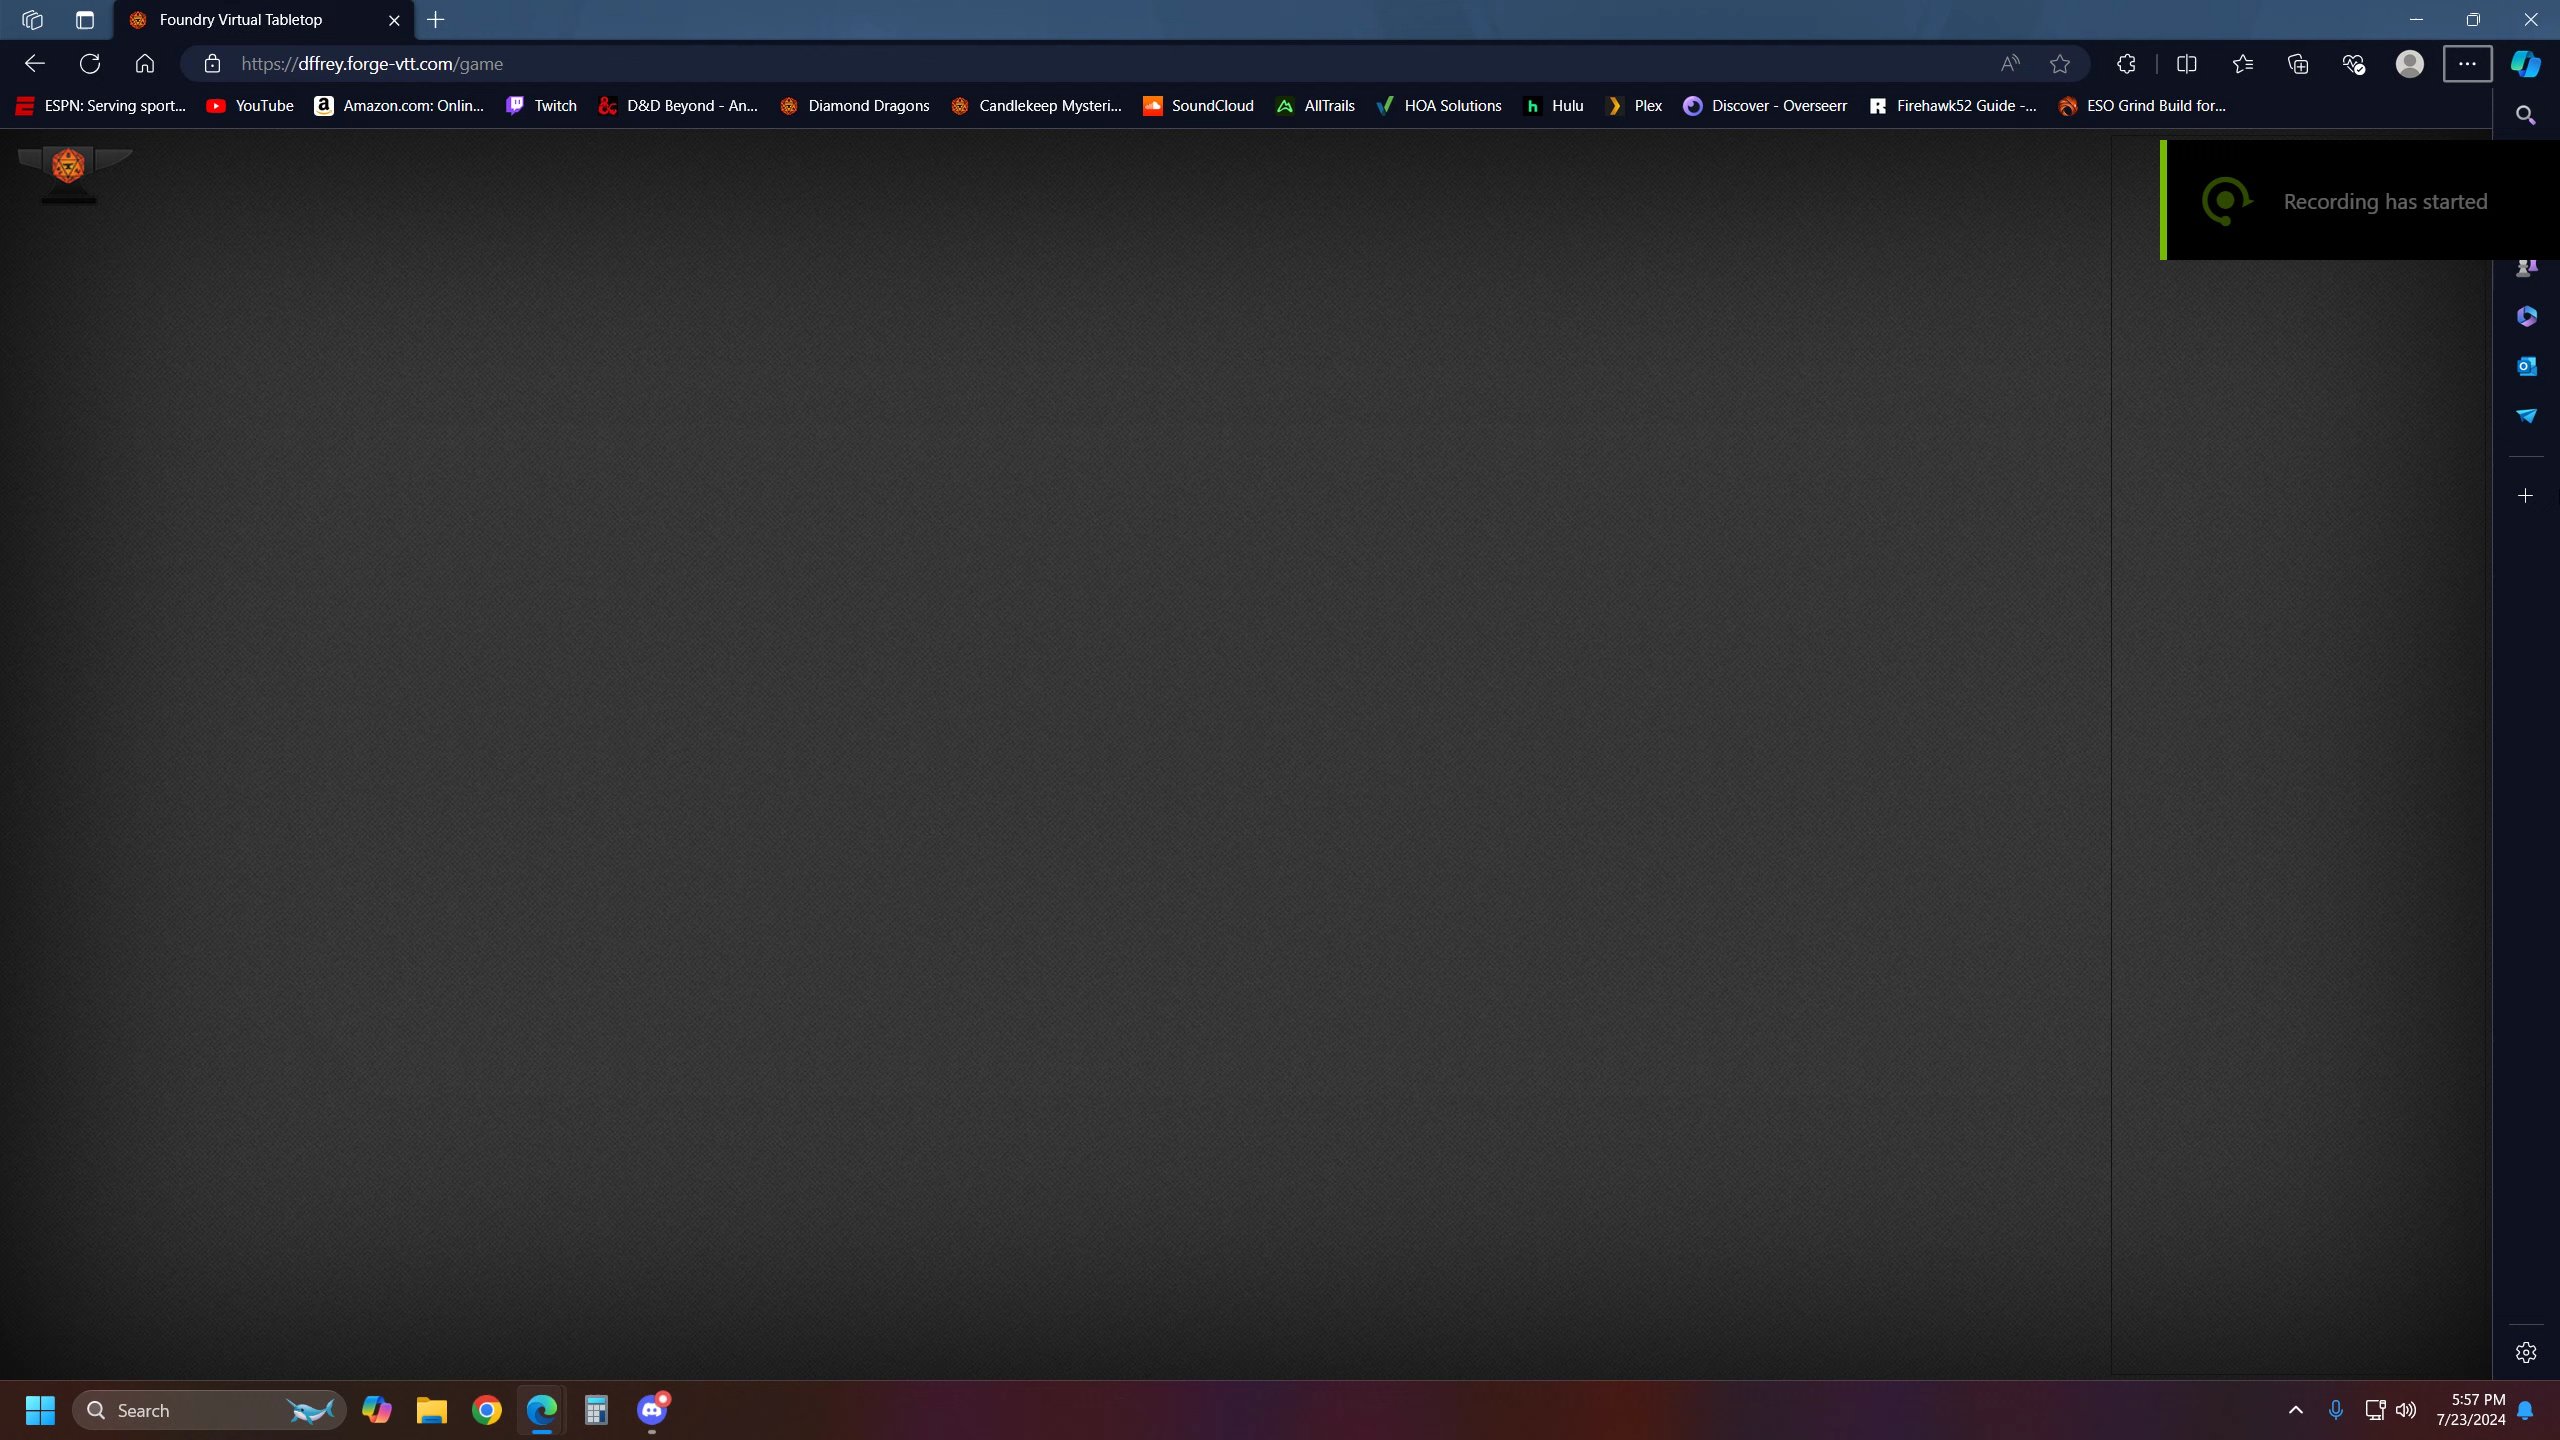 Foundry Virtual Tabletop
https://dffrey.forge-vtt.com/game
ESPN: Serving sport...
YouTube
Amazon.com: Onlin...
Twitch
D&D Beyond - An...
Diamond Dragons
Candlekeep Mysteri...
SoundCloud
AllTrails
HOA Solutions
Hulu
Plex
Discover - Overseerr
Firehawk52 Guide -...
ESO Grind Build for...
Recording has started
Search
5:57 PM
7/23/2024